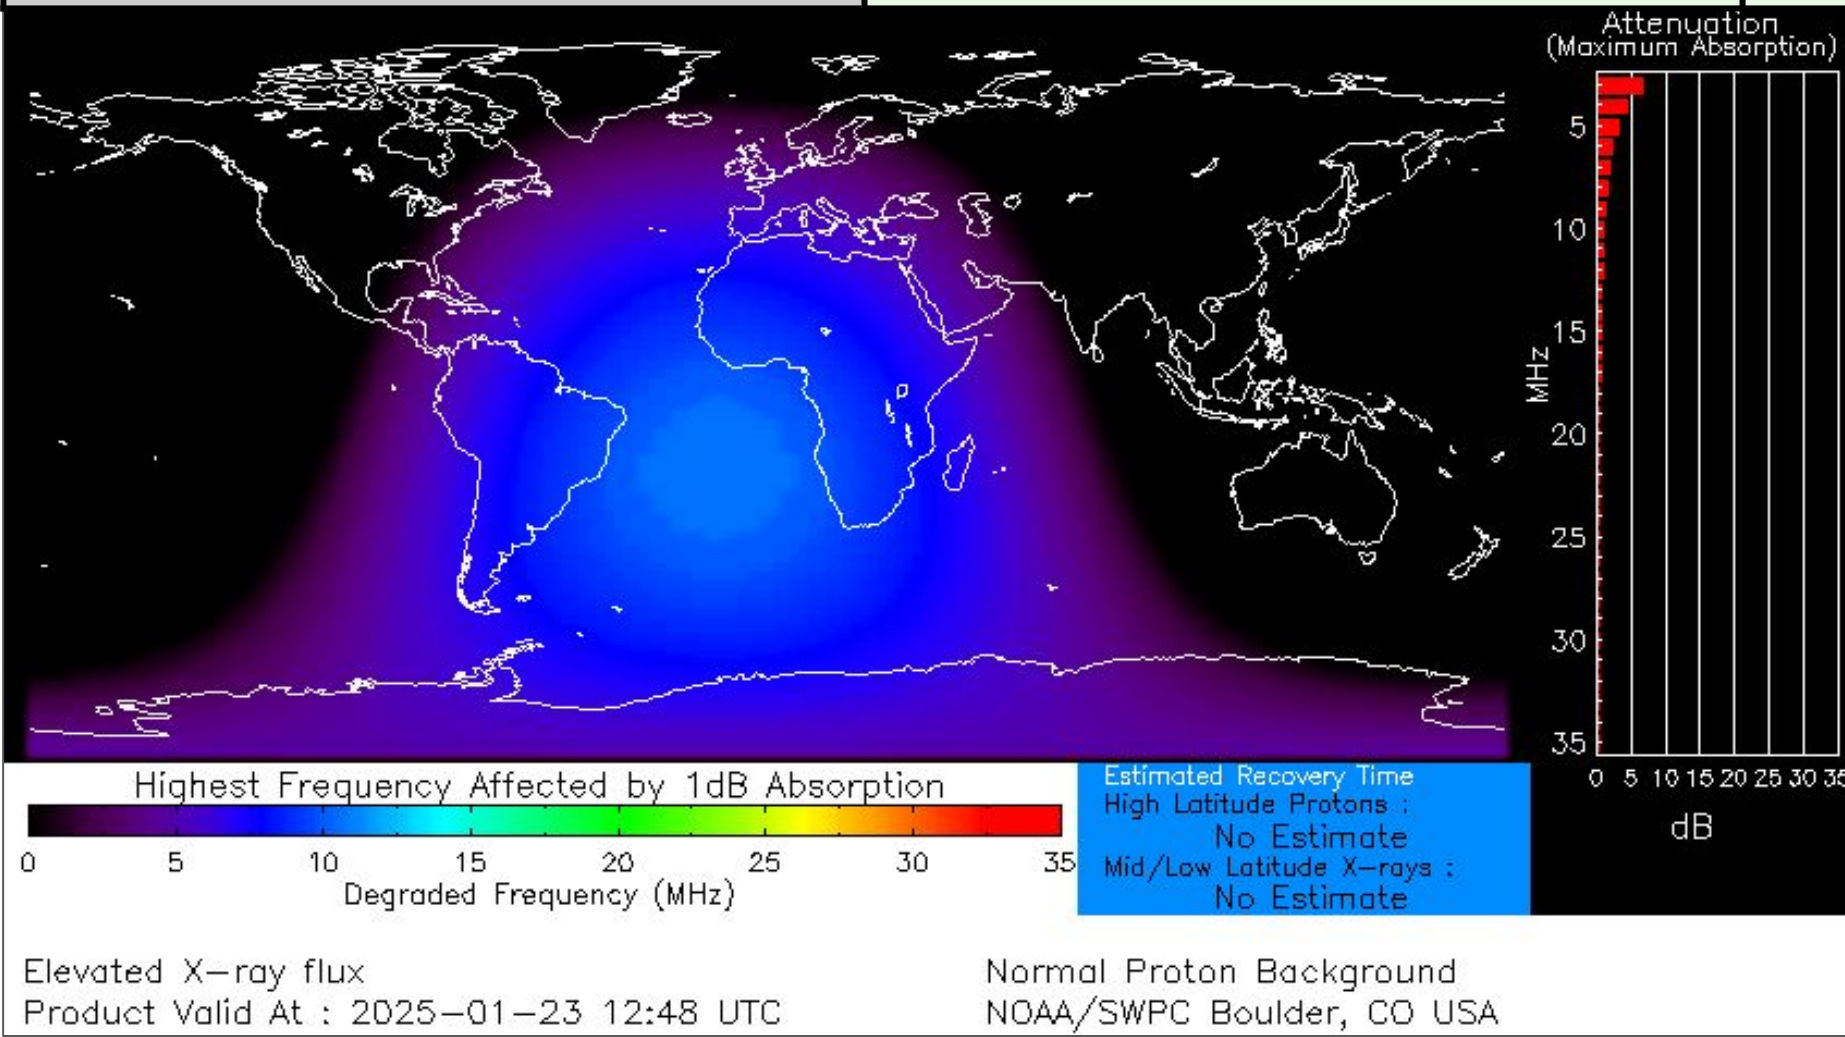 Attenuation
(Maximum Absorption)
5
10
15
20
25
30
35
MHz
0 5 10 15 20 25 30 35
dB
Highest Frequency Affected by 1dB Absorption
0 5 10 15 20 25 30 35
Degraded Frequency (MHz)
Estimated Recovery Time
High Latitude Protons :
No Estimate
Mid/Low Latitude X-rays :
No Estimate
Elevated X-ray flux
Product Valid At : 2025-01-23 12:48 UTC
Normal Proton Background
NOAA/SWPC Boulder, CO USA